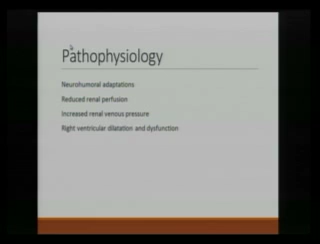 Pathophysiology
Neurohumoral adaptations
Reduced renal perfusion
Increased renal venous pressure
Right ventricular dilatation and dysfunction